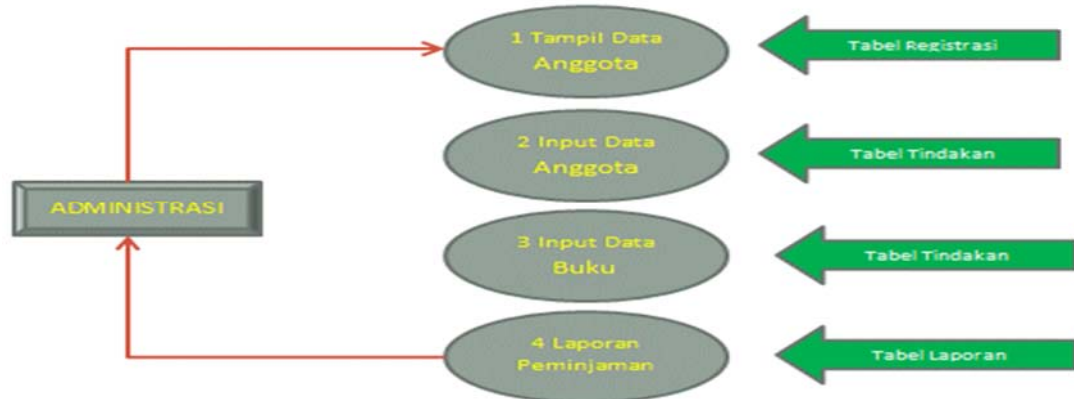 1 Tampil Data
Anggota
Tabel Registrasi
2 Input Data
Anggota
Tabel Tindakan
ADMINISTRASI
3 Input Data
Buku
Tabel Tindakan
4 Laporan
Peminjaman
Tabel Laporan